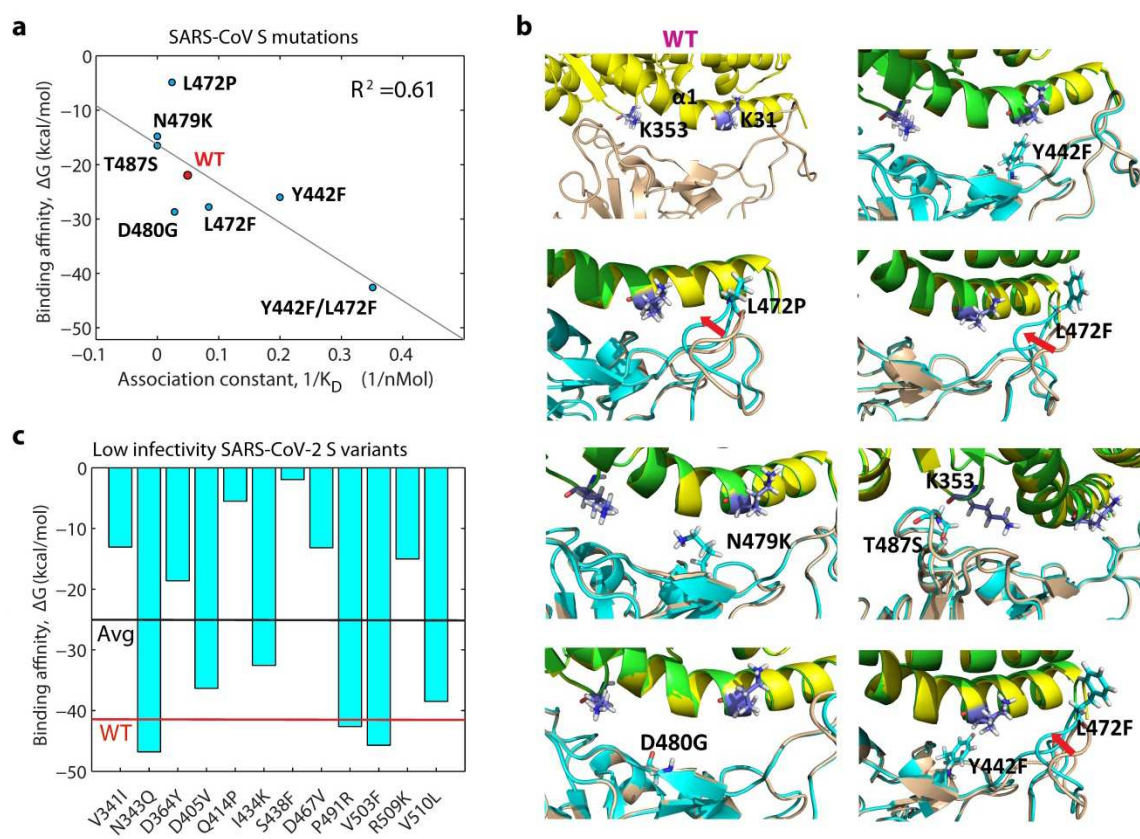 a
SARS-CoV S mutations
R² =0.61
L472P
N479K
T487S
WT
D480G
L472F
Y442F
Y442F/L472F
0
−10
−20
−30
−40
−50
−0.1
0
0.1
0.2
0.3
0.4
Binding affinity, ΔG (kcal/mol)
Association constant, 1/K_D (1/nMol)
b
WT
α1
K353
K31
Y442F
L472P
L472F
N479K
K353
T487S
D480G
Y442F
L472F
c
Low infectivity SARS-CoV-2 S variants
Binding affinity, ΔG (kcal/mol)
0
−10
−20
−30
−40
−50
Avg
WT
V341I
N343Q
D364Y
D405V
Q414P
I434K
S438F
D467V
P491R
V503F
R509K
V510L